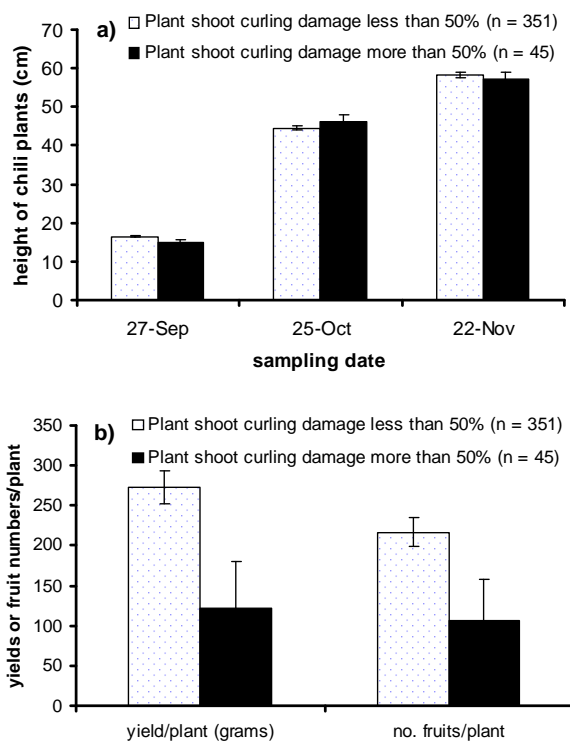 a) Plant shoot curling damage less than 50% (n = 351)
Plant shoot curling damage more than 50% (n = 45)
70
60
50
40
30
20
10
0
height of chili plants (cm)
27-Sep 25-Oct 22-Nov
sampling date
b) Plant shoot curling damage less than 50% (n = 351)
Plant shoot curling damage more than 50% (n = 45)
350
300
250
200
150
100
50
0
yields or fruit numbers/plant
yield/plant (grams) no. fruits/plant